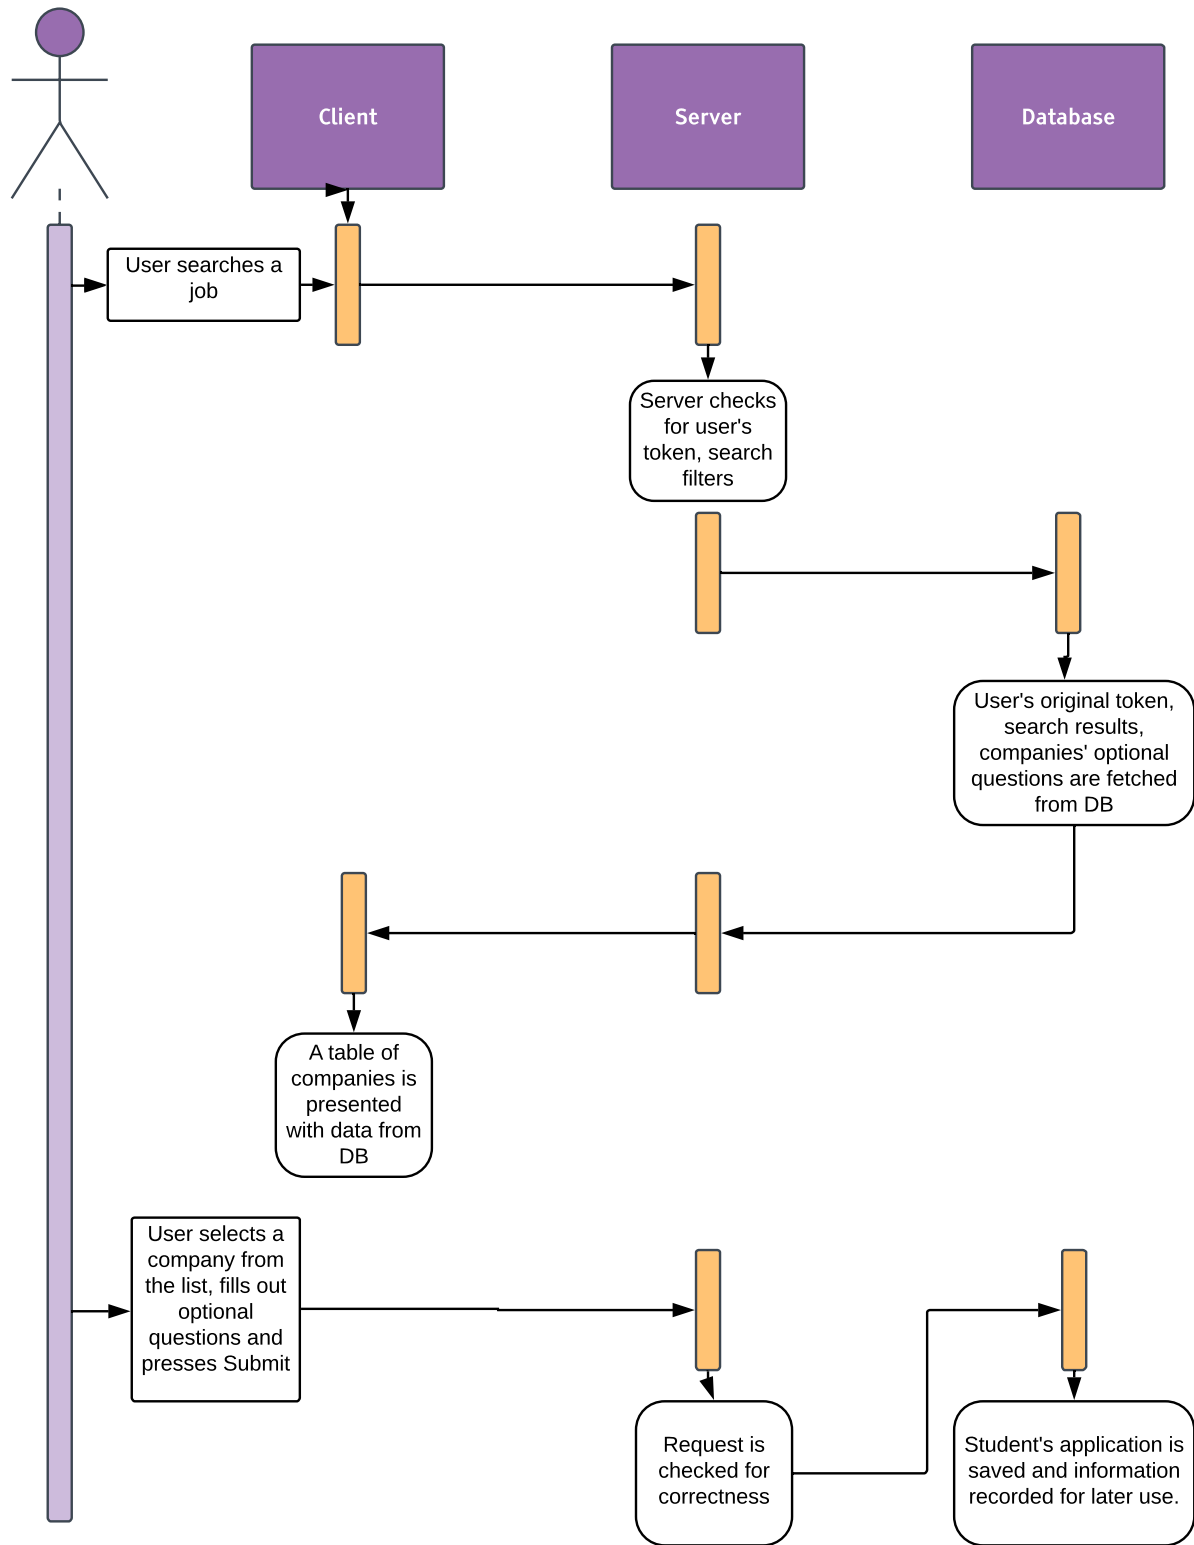 Client
Server
Database
User searches a
job
Server checks
for user's
token, search
filters
User's original token,
search results,
companies' optional
questions are fetched
from DB
A table of
companies is
presented
with data from
DB
User selects a
company from
the list, fills out
optional
questions and
presses Submit
Request is
checked for
correctness
Student's application is
saved and information
recorded for later use.